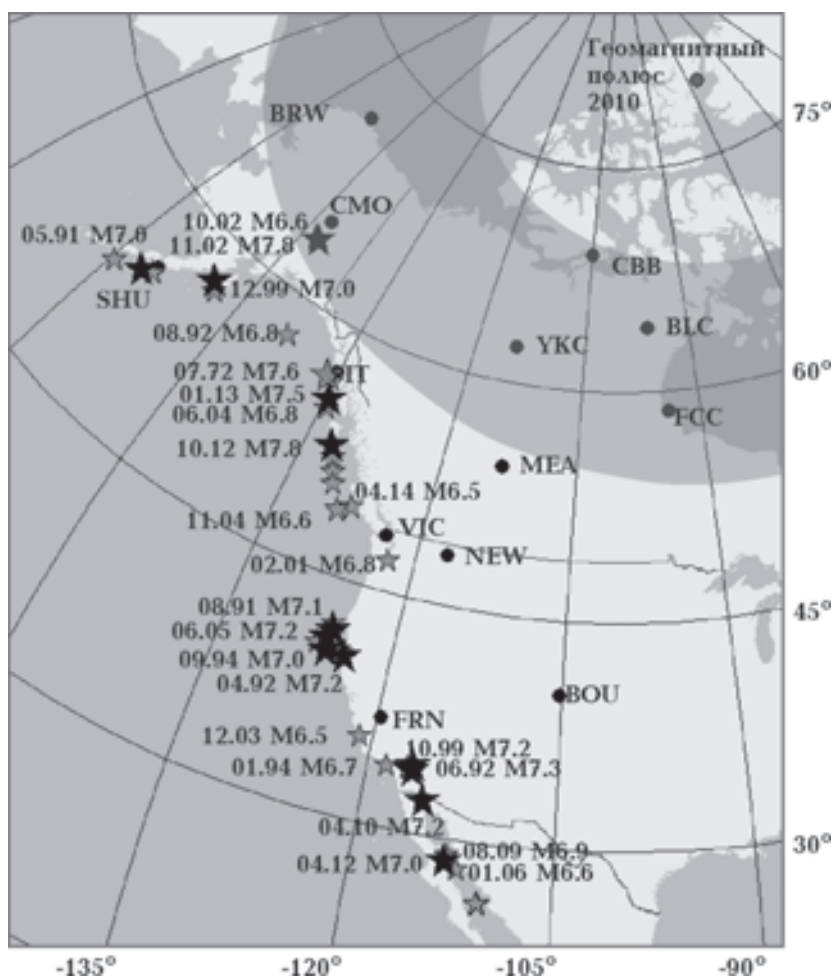 Геомагнитный
полюс
2010
75°
BRW
CMO
10.02 M6.6
05.91 M7.0
11.02 M7.8
CBB
SHU
12.99 M7.0
08.92 M6.8
YKC
BLC
07.72 M7.6
IT
60°
01.13 M7.5
06.04 M6.8
FCC
10.12 M7.8
MEA
04.14 M6.5
11.04 M6.6
VIC
02.01 M6.8
NEW
08.91 M7.1
45°
06.05 M7.2
09.94 M7.0
04.92 M7.2
BOU
FRN
12.03 M6.5
10.99 M7.2
01.94 M6.7
06.92 M7.3
04.10 M7.2
30°
08.09 M6.9
04.12 M7.0
01.06 M6.6
-135°
-120°
-105°
-90°